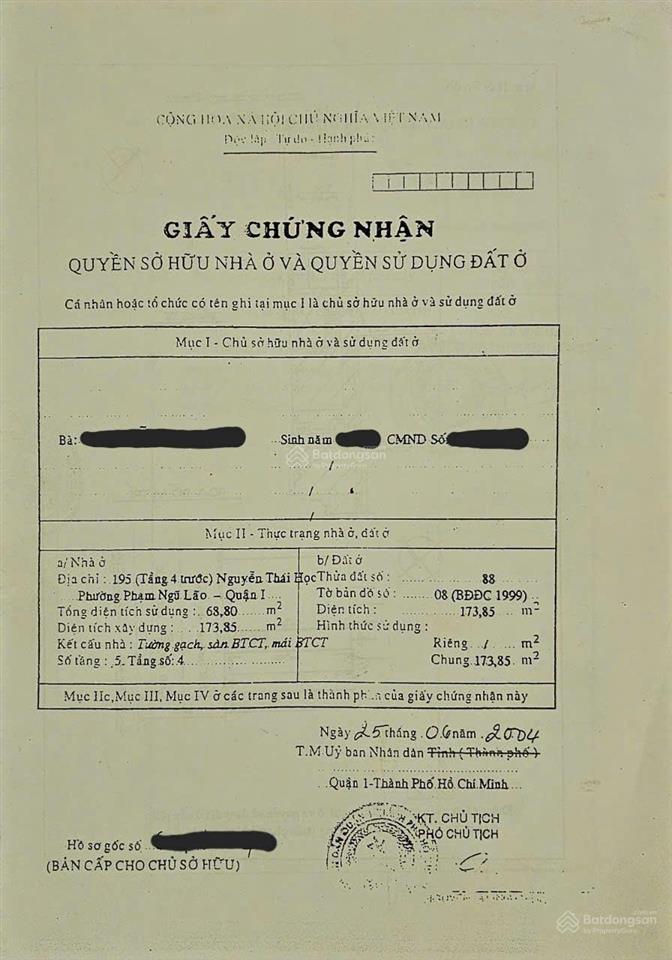 CỘNG HOÀ XÃ HỘI CHỦ NGHĨA VIỆT NAM
Độc lập - Tự do - Hạnh phúc
GIẤY CHỨNG NHẬN
QUYỀN SỞ HỮU NHÀ Ở VÀ QUYỀN SỬ DỤNG ĐẤT Ở
Cá nhân hoặc tổ chức có tên ghi tại mục I là chủ sở hữu nhà ở và sử dụng đất ở
Mục I - Chủ sở hữu nhà ở và sử dụng đất ở
Bà: Sinh năm CMND Số
Batdongsan
by PropertyGuru
Mục II - Thực trạng nhà ở, đất ở
a/ Nhà ở
Địa chỉ : 195 (Tầng 4 trước) Nguyễn Thái Học
Phường Phạm Ngũ Lão – Quận I
Tổng diện tích sử dụng : 68,80 m2
Diện tích xây dựng : 173,85 m2
Kết cấu nhà : Tường gạch, sàn BTCT, mái BTCT
Số tầng : 5. Tầng số: 4
b/ Đất ở
Thửa đất số : 88
Tờ bản đồ số : 08 (BĐĐC 1999)
Diện tích : 173,85 m2
Hình thức sử dụng :
Riêng / m2
Chung 173,85 m2
Mục IIc, Mục III, Mục IV ở các trang sau là thành phần của giấy chứng nhận này
Ngày 25 tháng 06 năm 2004
T.M Uỷ ban Nhân dân Tỉnh ( Thành phố )
Quận 1-Thành Phố Hồ Chí Minh
KT. CHỦ TỊCH
PHÓ CHỦ TỊCH
Hồ sơ gốc số
(BẢN CẤP CHO CHỦ SỞ HỮU)
Batdongsan
by PropertyGuru